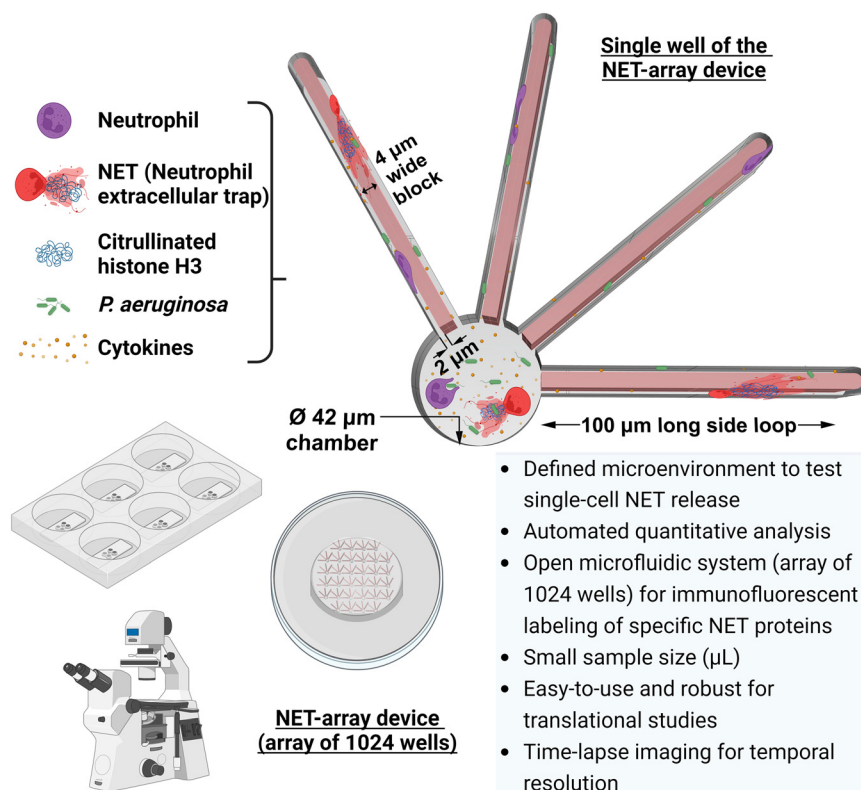 Single well of the
NET-array device
Neutrophil
NET (Neutrophil
extracellular trap)
Citrullinated
histone H3
P. aeruginosa
Cytokines
4 µm
wide
block
2 µm
Ø 42 µm
chamber
100 µm long side loop
NET-array device
(array of 1024 wells)
• Defined microenvironment to test
single-cell NET release
• Automated quantitative analysis
• Open microfluidic system (array of
1024 wells) for immunofluorescent
labeling of specific NET proteins
• Small sample size (µL)
• Easy-to-use and robust for
translational studies
• Time-lapse imaging for temporal
resolution